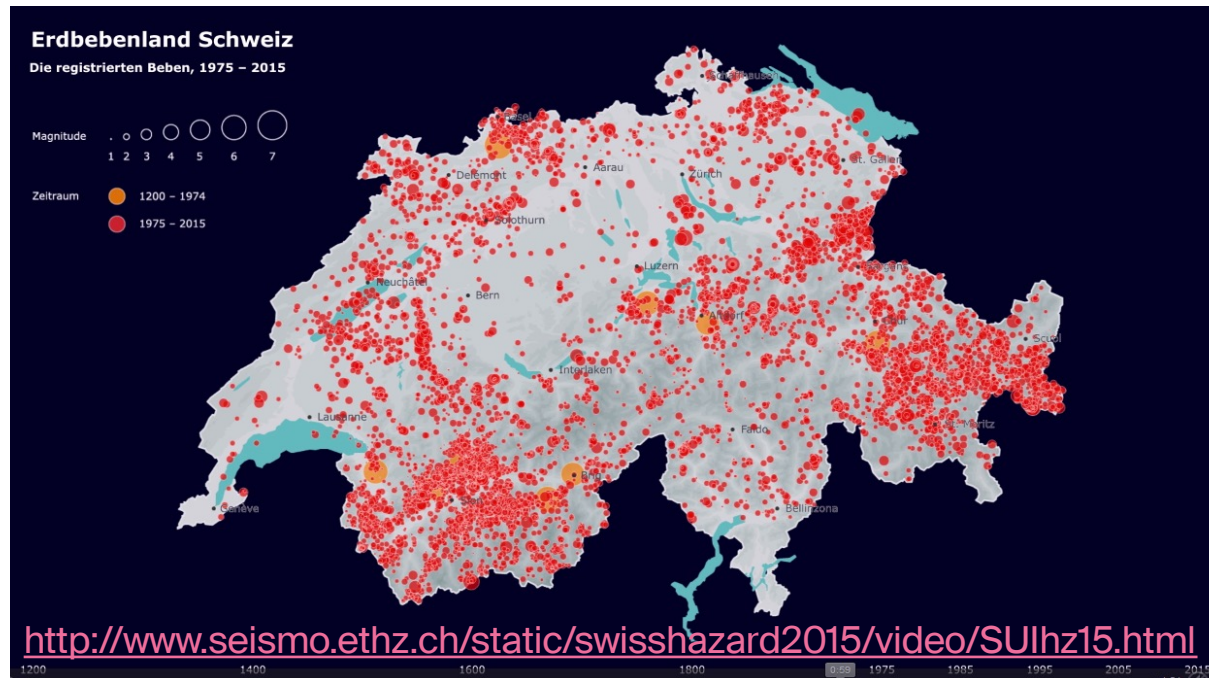 Erdbebenland Schweiz
Die registrierten Beben, 1975 – 2015
Magnitude
1 2 3 4 5 6 7
Zeitraum
1200 – 1974
1975 – 2015
Schaffhausen
Basel
St. Gallen
Aarau
Delémont
Zürich
Solothurn
Luzern
Sargans
Neuchâtel
Bern
Altdorf
Chur
Scuol
Interlaken
Lausanne
Faido
St. Moritz
Brig
Sion
Genève
Bellinzona
http://www.seismo.ethz.ch/static/swisshazard2015/video/SUIhz15.html
1200 1400 1600 1800 0:59 1975 1985 1995 2005 2015